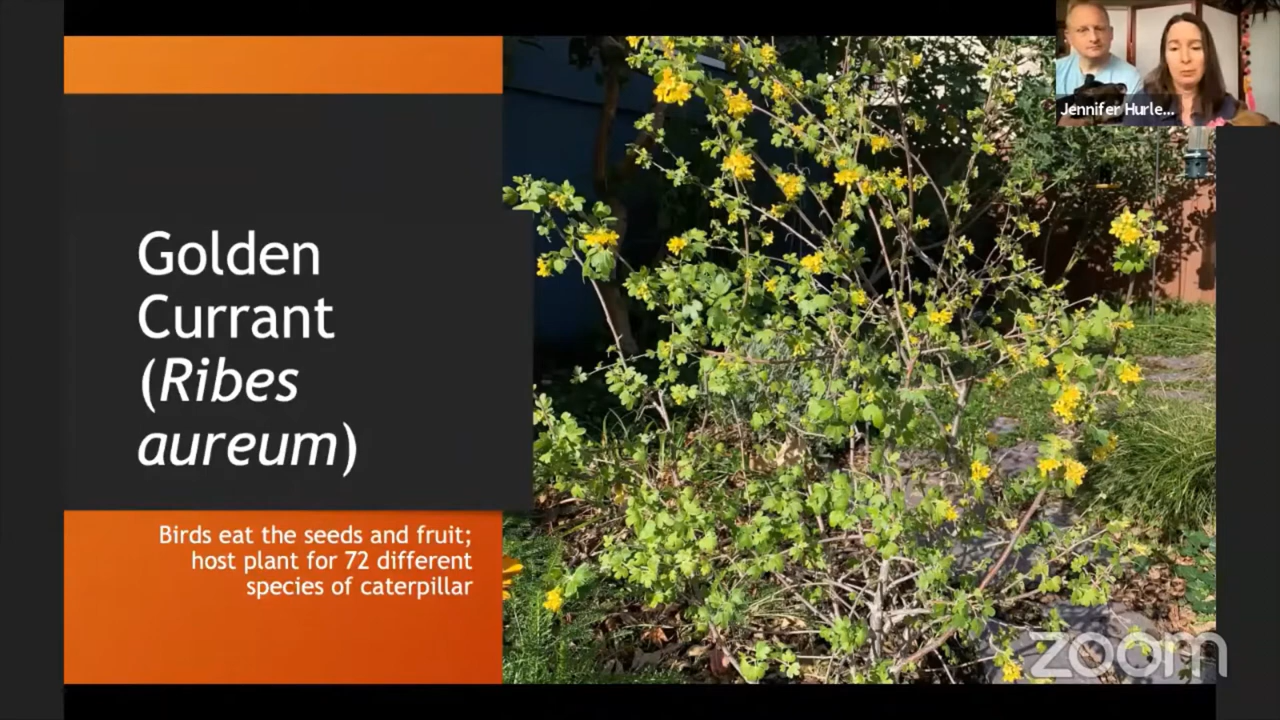 Jennifer Hurle...
Golden
Currant
(Ribes
aureum)
Birds eat the seeds and fruit;
host plant for 72 different
species of caterpillar
zoom